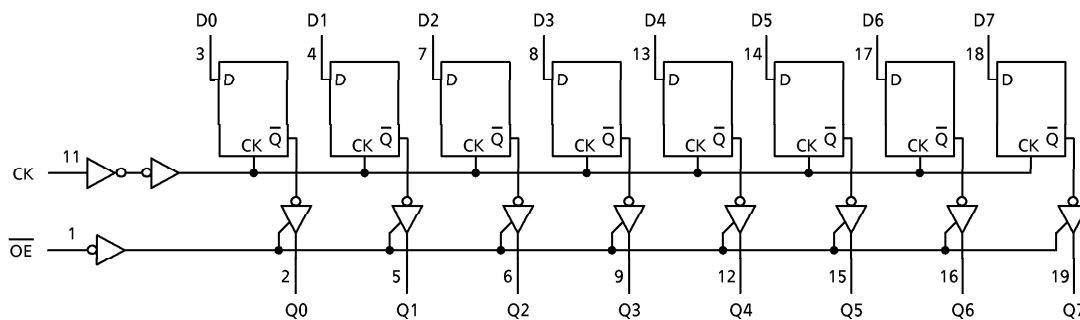 D0 D1 D2 D3 D4 D5 D6 D7
3 4 7 8 13 14 17 18
D D D D D D D D
Q̅ Q̅ Q̅ Q̅ Q̅ Q̅ Q̅ Q̅
CK CK CK CK CK CK CK CK
11
CK
1
O̅E̅
2 5 6 9 12 15 16 19
Q0 Q1 Q2 Q3 Q4 Q5 Q6 Q7